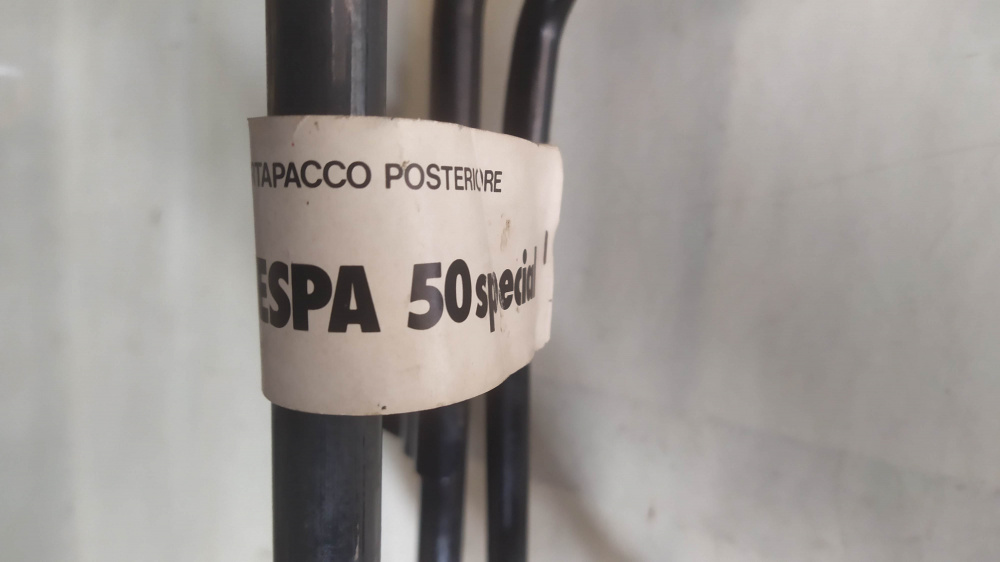 TAPACCO POSTERIORE
ESPA 50 special